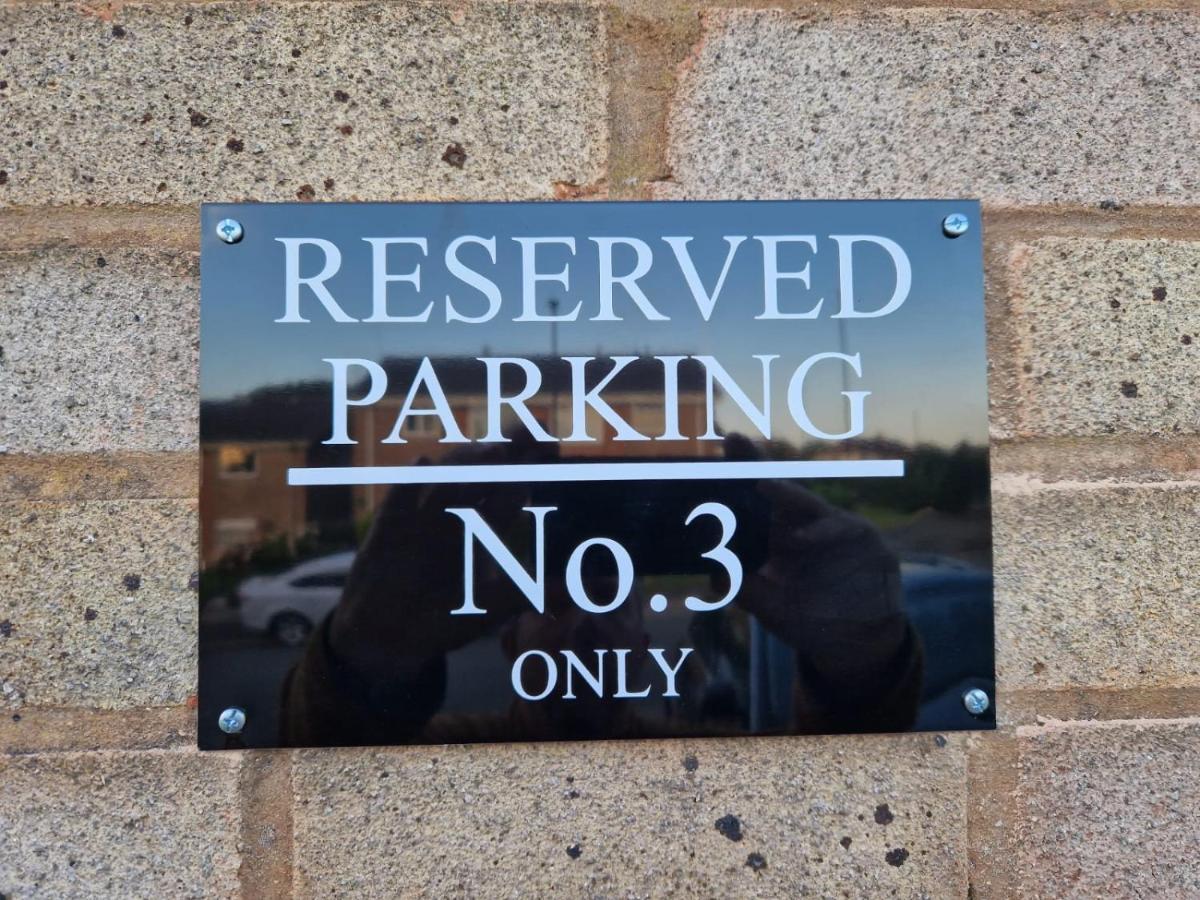 RESERVED
PARKING
No.3
ONLY